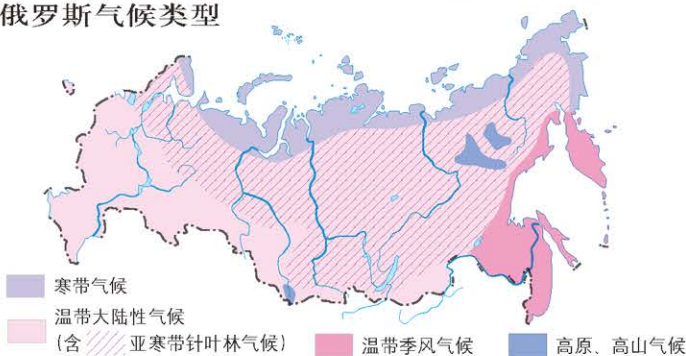 俄罗斯气候类型
寒带气候
温带大陆性气候
(含 亚寒带针叶林气候)
温带季风气候
高原、高山气候